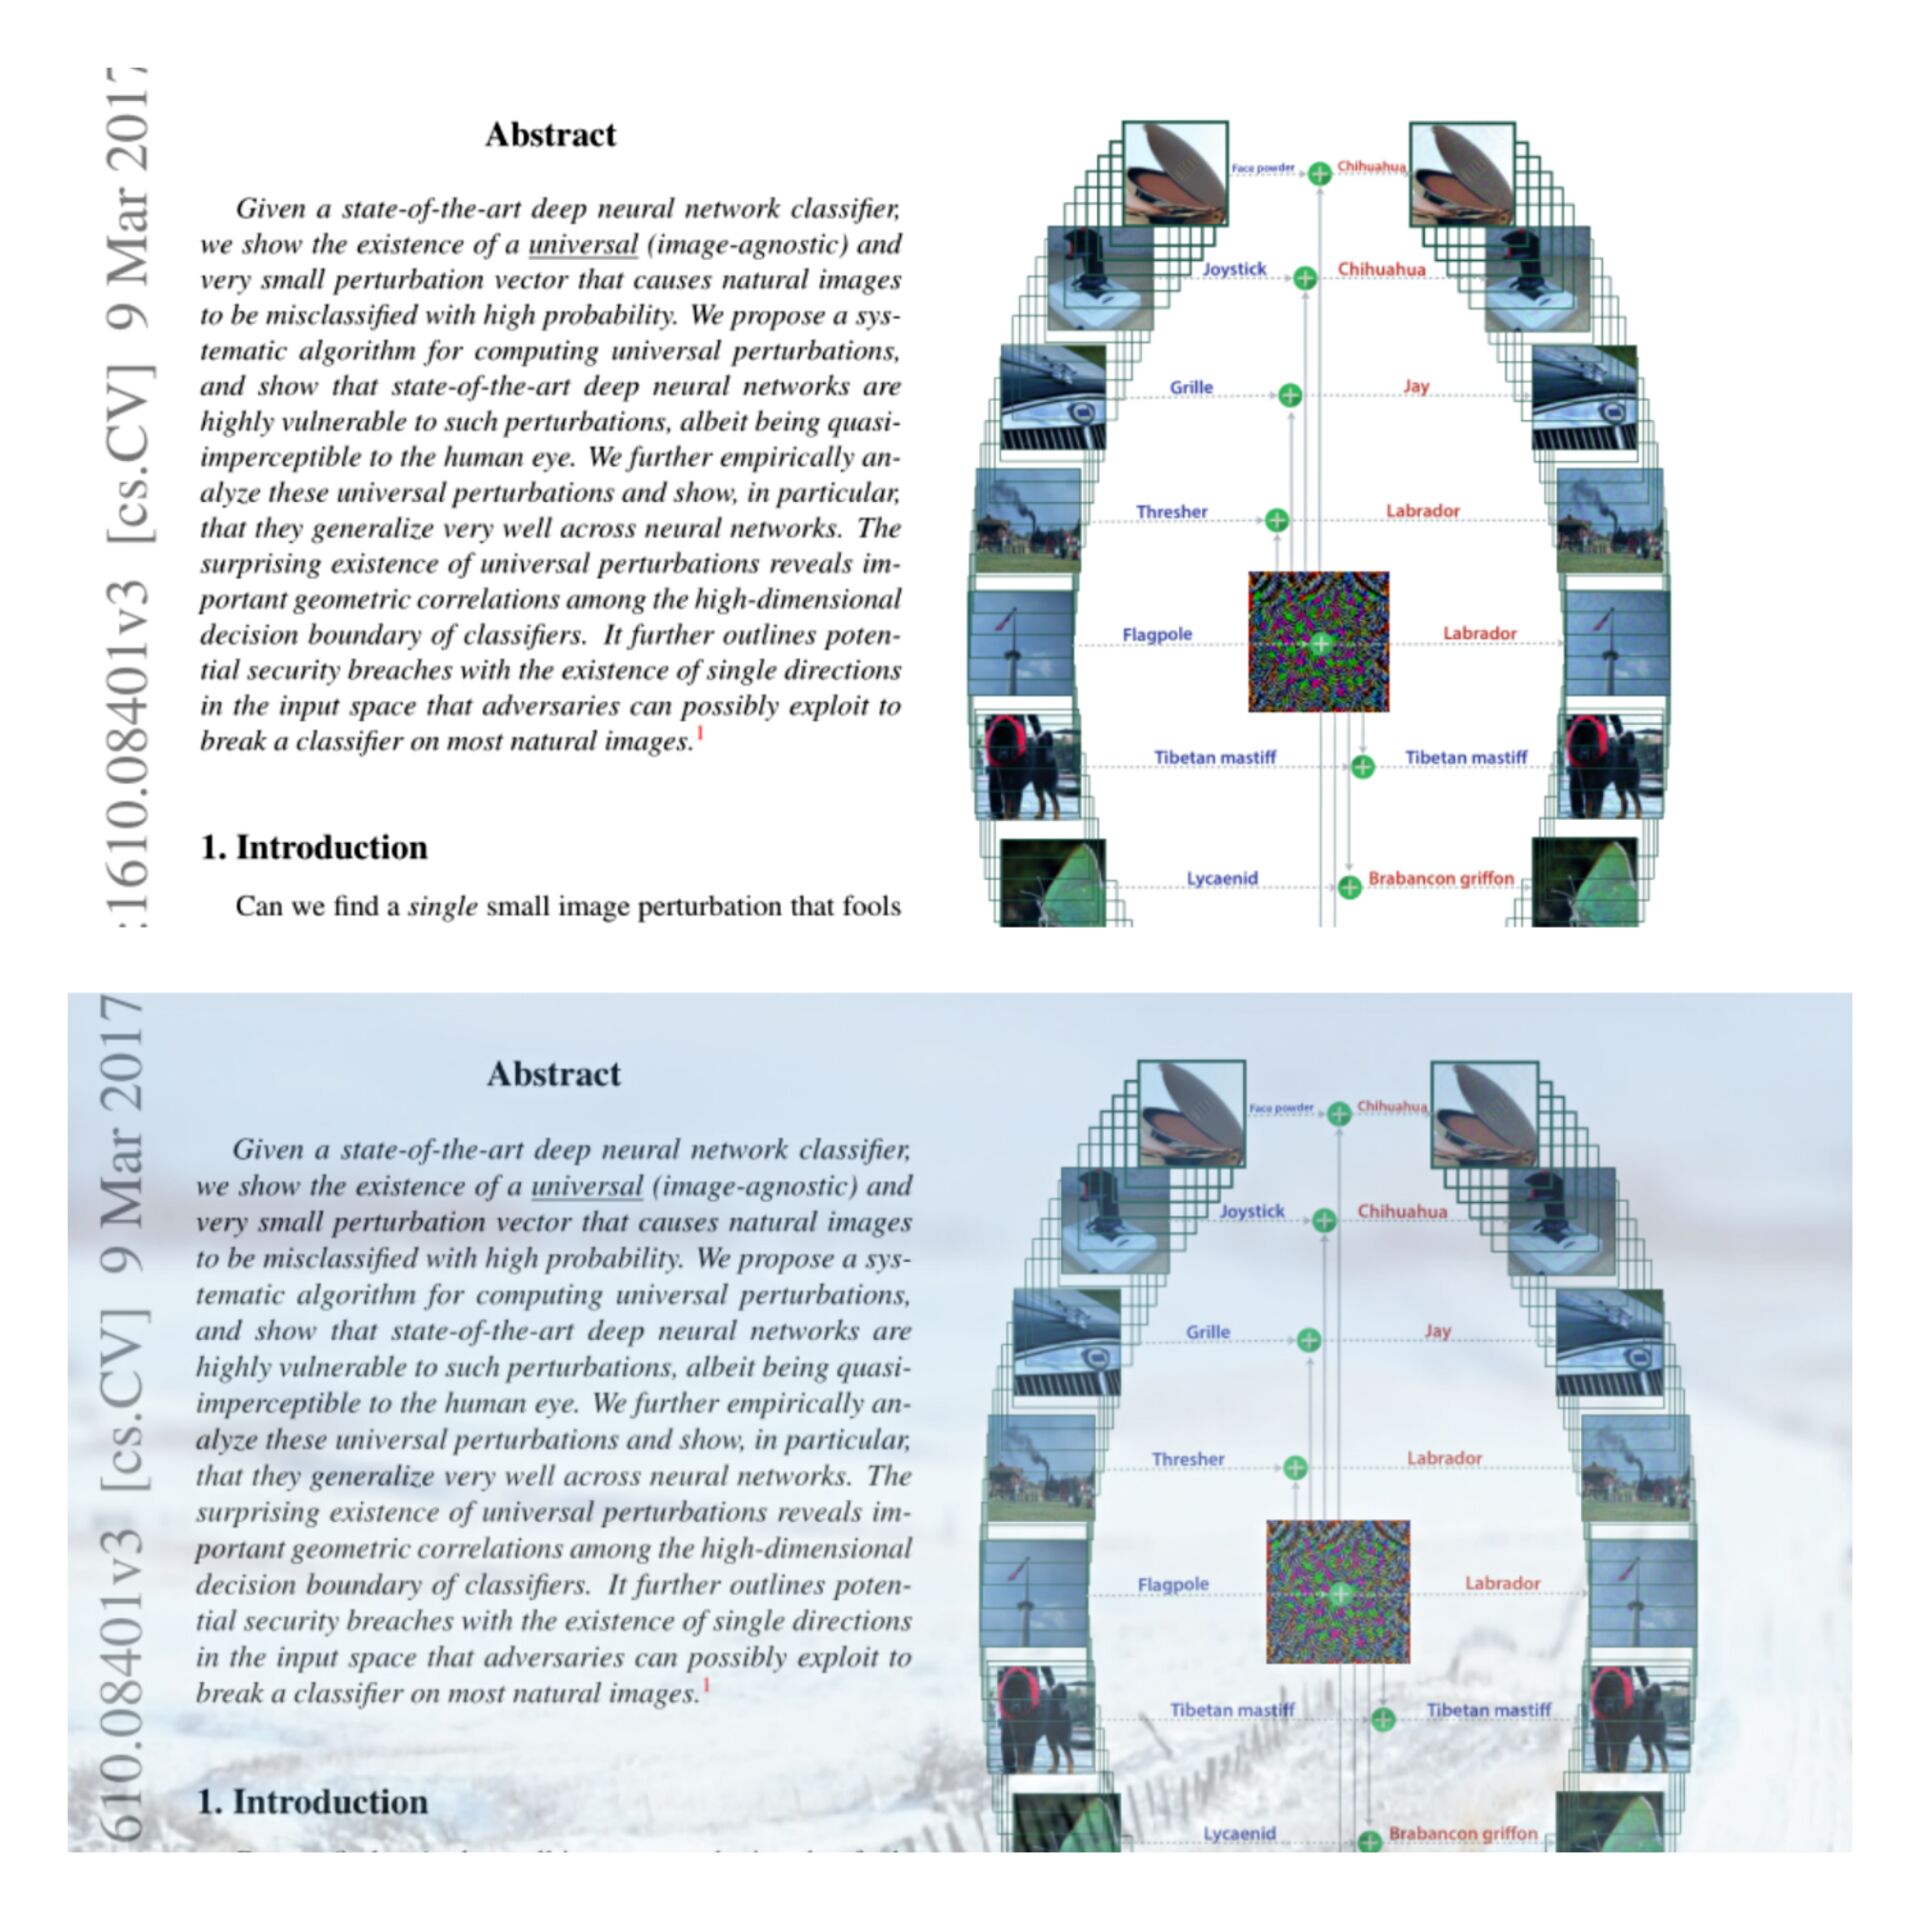 :1610.08401v3 [cs.CV] 9 Mar 2017
Abstract
Given a state-of-the-art deep neural network classifier,
we show the existence of a universal (image-agnostic) and
very small perturbation vector that causes natural images
to be misclassified with high probability. We propose a sys-
tematic algorithm for computing universal perturbations,
and show that state-of-the-art deep neural networks are
highly vulnerable to such perturbations, albeit being quasi-
imperceptible to the human eye. We further empirically an-
alyze these universal perturbations and show, in particular,
that they generalize very well across neural networks. The
surprising existence of universal perturbations reveals im-
portant geometric correlations among the high-dimensional
decision boundary of classifiers. It further outlines poten-
tial security breaches with the existence of single directions
in the input space that adversaries can possibly exploit to
break a classifier on most natural images.1
1. Introduction
Can we find a single small image perturbation that fools
Face powder Chihuahua
Joystick Chihuahua
Grille Jay
Thresher Labrador
Flagpole Labrador
Tibetan mastiff Tibetan mastiff
Lycaenid Brabancon griffon
610.08401v3 [cs.CV] 9 Mar 2017
Abstract
Given a state-of-the-art deep neural network classifier,
we show the existence of a universal (image-agnostic) and
very small perturbation vector that causes natural images
to be misclassified with high probability. We propose a sys-
tematic algorithm for computing universal perturbations,
and show that state-of-the-art deep neural networks are
highly vulnerable to such perturbations, albeit being quasi-
imperceptible to the human eye. We further empirically an-
alyze these universal perturbations and show, in particular,
that they generalize very well across neural networks. The
surprising existence of universal perturbations reveals im-
portant geometric correlations among the high-dimensional
decision boundary of classifiers. It further outlines poten-
tial security breaches with the existence of single directions
in the input space that adversaries can possibly exploit to
break a classifier on most natural images.1
1. Introduction
Face powder Chihuahua
Joystick Chihuahua
Grille Jay
Thresher Labrador
Flagpole Labrador
Tibetan mastiff Tibetan mastiff
Lycaenid Brabancon griffon